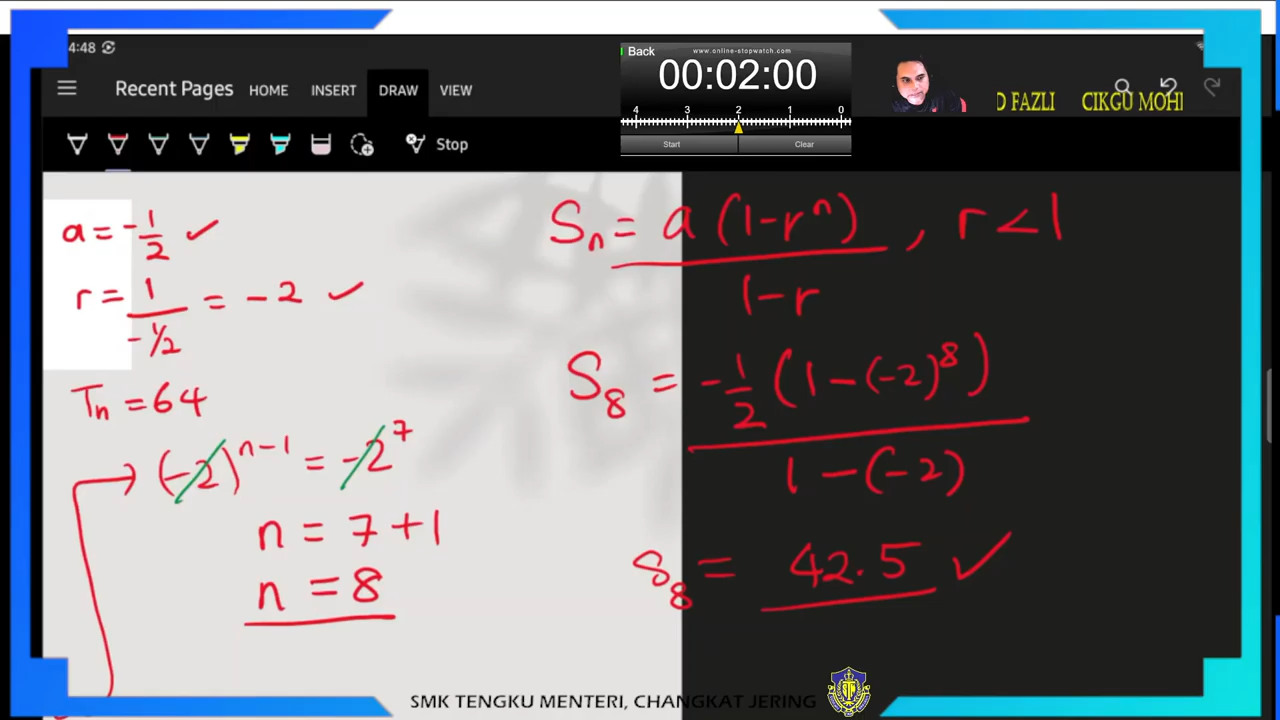 4:48
Recent Pages HOME INSERT DRAW VIEW
Back www.online-stopwatch.com
00:02:00
4 3 2 1 0
Start Clear
D FAZLI CIKGU MOHI
Stop
a = -1/2 ✓
r = 1/(-1/2) = -2 ✓
Tn = 64
(-2)^n-1 = -2^7
n = 7+1
n = 8
Sn = a(1-r^n)/(1-r) , r < 1
S8 = -1/2(1-(-2)^8)/(1-(-2))
S8 = 42.5 ✓
SMK TENGKU MENTERI, CHANGKAT JERING